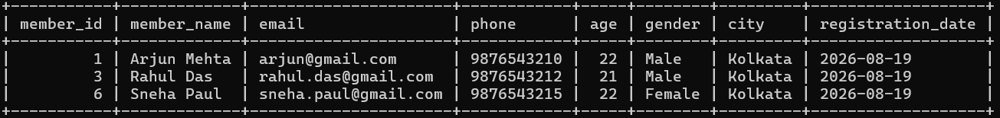 +-----------+-------------+----------------------+------------+-----+--------+---------+-------------------+
| member_id | member_name | email                | phone      | age | gender | city    | registration_date |
+-----------+-------------+----------------------+------------+-----+--------+---------+-------------------+
|         1 | Arjun Mehta | arjun@gmail.com      | 9876543210 |  22 | Male   | Kolkata | 2026-08-19        |
|         3 | Rahul Das   | rahul.das@gmail.com  | 9876543212 |  21 | Male   | Kolkata | 2026-08-19        |
|         6 | Sneha Paul  | sneha.paul@gmail.com | 9876543215 |  22 | Female | Kolkata | 2026-08-19        |
+-----------+-------------+----------------------+------------+-----+--------+---------+-------------------+